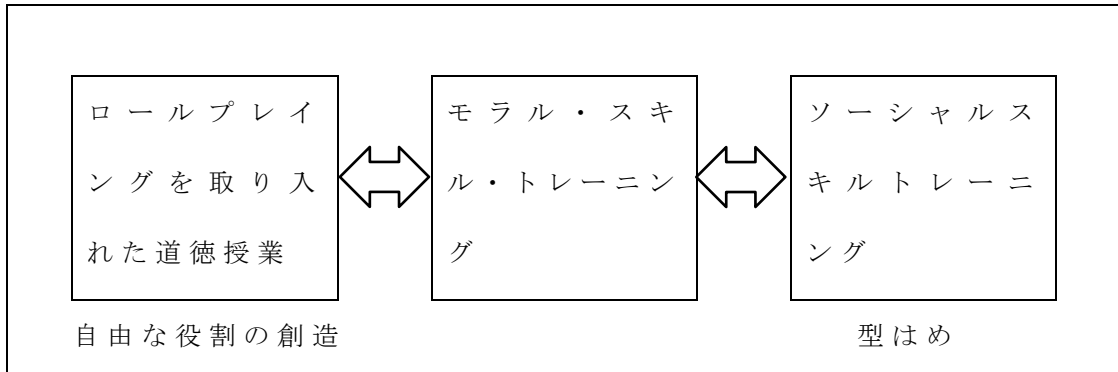 ロールプレイ
ングを取り入
れた道徳授業
モラル・スキ
ル・トレーニン
グ
ソーシャルス
キルトレーニ
ング
自由な役割の創造
型はめ